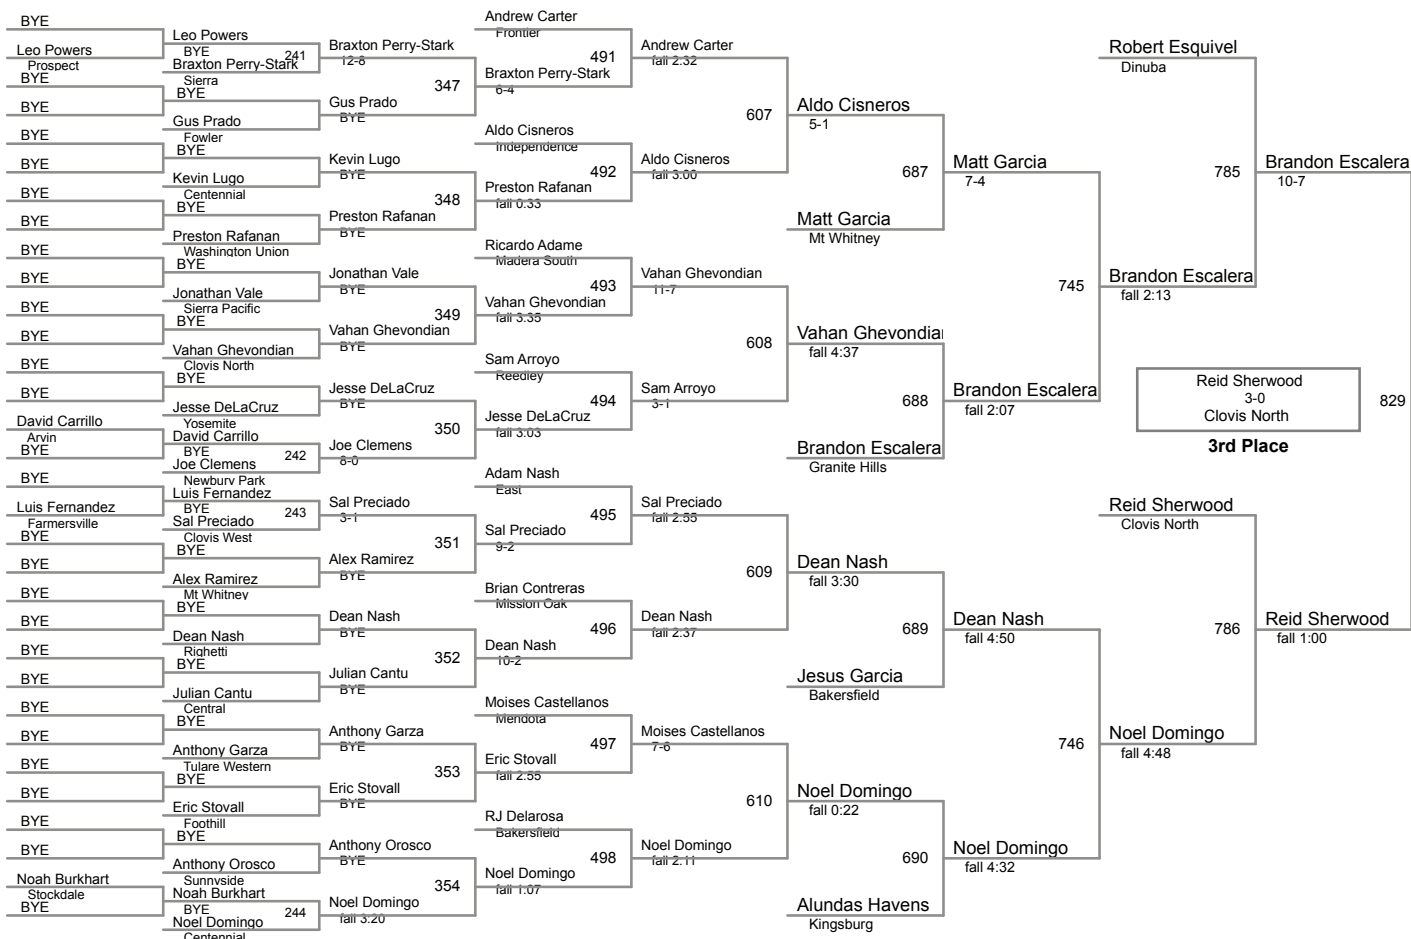 BYE
Leo Powers
Prospect
BYE
BYE
BYE
BYE
BYE
BYE
BYE
BYE
BYE
BYE
BYE
BYE
David Carrillo
Arvin
BYE
BYE
Luis Fernandez
Farmersville
BYE
BYE
BYE
BYE
BYE
BYE
BYE
BYE
BYE
BYE
BYE
BYE
Noah Burkhart
Stockdale
BYE
Leo Powers
BYE
241
Braxton Perry-Stark
Sierra
BYE
Gus Prado
Fowler
BYE
Kevin Lugo
Centennial
BYE
Preston Rafanan
Washington Union
BYE
Jonathan Vale
Sierra Pacific
BYE
Vahan Ghevondian
Clovis North
BYE
Jesse DeLaCruz
Yosemite
David Carrillo
BYE
242
Joe Clemens
Newbury Park
Luis Fernandez
BYE
243
Sal Preciado
Clovis West
BYE
Alex Ramirez
Mt Whitney
BYE
Dean Nash
Righetti
BYE
Julian Cantu
Central
BYE
Anthony Garza
Tulare Western
BYE
Eric Stovall
Foothill
BYE
Anthony Orosco
Sunnyside
Noah Burkhart
BYE
244
Noel Domingo
Centennial
Braxton Perry-Stark
12-8
347
Gus Prado
BYE
Kevin Lugo
BYE
348
Preston Rafanan
BYE
Jonathan Vale
BYE
349
Vahan Ghevondian
BYE
Jesse DeLaCruz
BYE
350
Joe Clemens
8-0
Sal Preciado
3-1
351
Alex Ramirez
BYE
Dean Nash
BYE
352
Julian Cantu
BYE
Anthony Garza
BYE
353
Eric Stovall
BYE
Anthony Orosco
BYE
354
Noel Domingo
fall 3:20
Andrew Carter
Frontier
491
Braxton Perry-Stark
6-4
Aldo Cisneros
Independence
492
Preston Rafanan
fall 0:33
Ricardo Adame
Madera South
493
Vahan Ghevondian
fall 3:35
Sam Arroyo
Reedley
494
Jesse DeLaCruz
fall 3:03
Adam Nash
East
495
Sal Preciado
9-2
Brian Contreras
Mission Oak
496
Dean Nash
10-2
Moises Castellanos
Mendota
497
Eric Stovall
fall 2:55
RJ Delarosa
Bakersfield
498
Noel Domingo
fall 1:07
Andrew Carter
fall 2:32
607
Aldo Cisneros
fall 3:00
Vahan Ghevondian
11-7
608
Sam Arroyo
3-1
Sal Preciado
fall 2:55
609
Dean Nash
fall 2:37
Moises Castellanos
7-6
610
Noel Domingo
fall 2:11
Aldo Cisneros
5-1
687
Matt Garcia
Mt Whitney
Vahan Ghevondian
fall 4:37
688
Brandon Escalera
Granite Hills
Dean Nash
fall 3:30
689
Jesus Garcia
Bakersfield
Noel Domingo
fall 0:22
690
Alundas Havens
Kingsburg
Matt Garcia
7-4
745
Brandon Escalera
fall 2:07
Dean Nash
fall 4:50
746
Noel Domingo
fall 4:32
Robert Esquivel
Dinuba
785
Brandon Escalera
fall 2:13
Reid Sherwood
Clovis North
786
Noel Domingo
fall 4:48
Brandon Escalera
10-7
829
Reid Sherwood
fall 1:00
Reid Sherwood
3-0
Clovis North
3rd Place